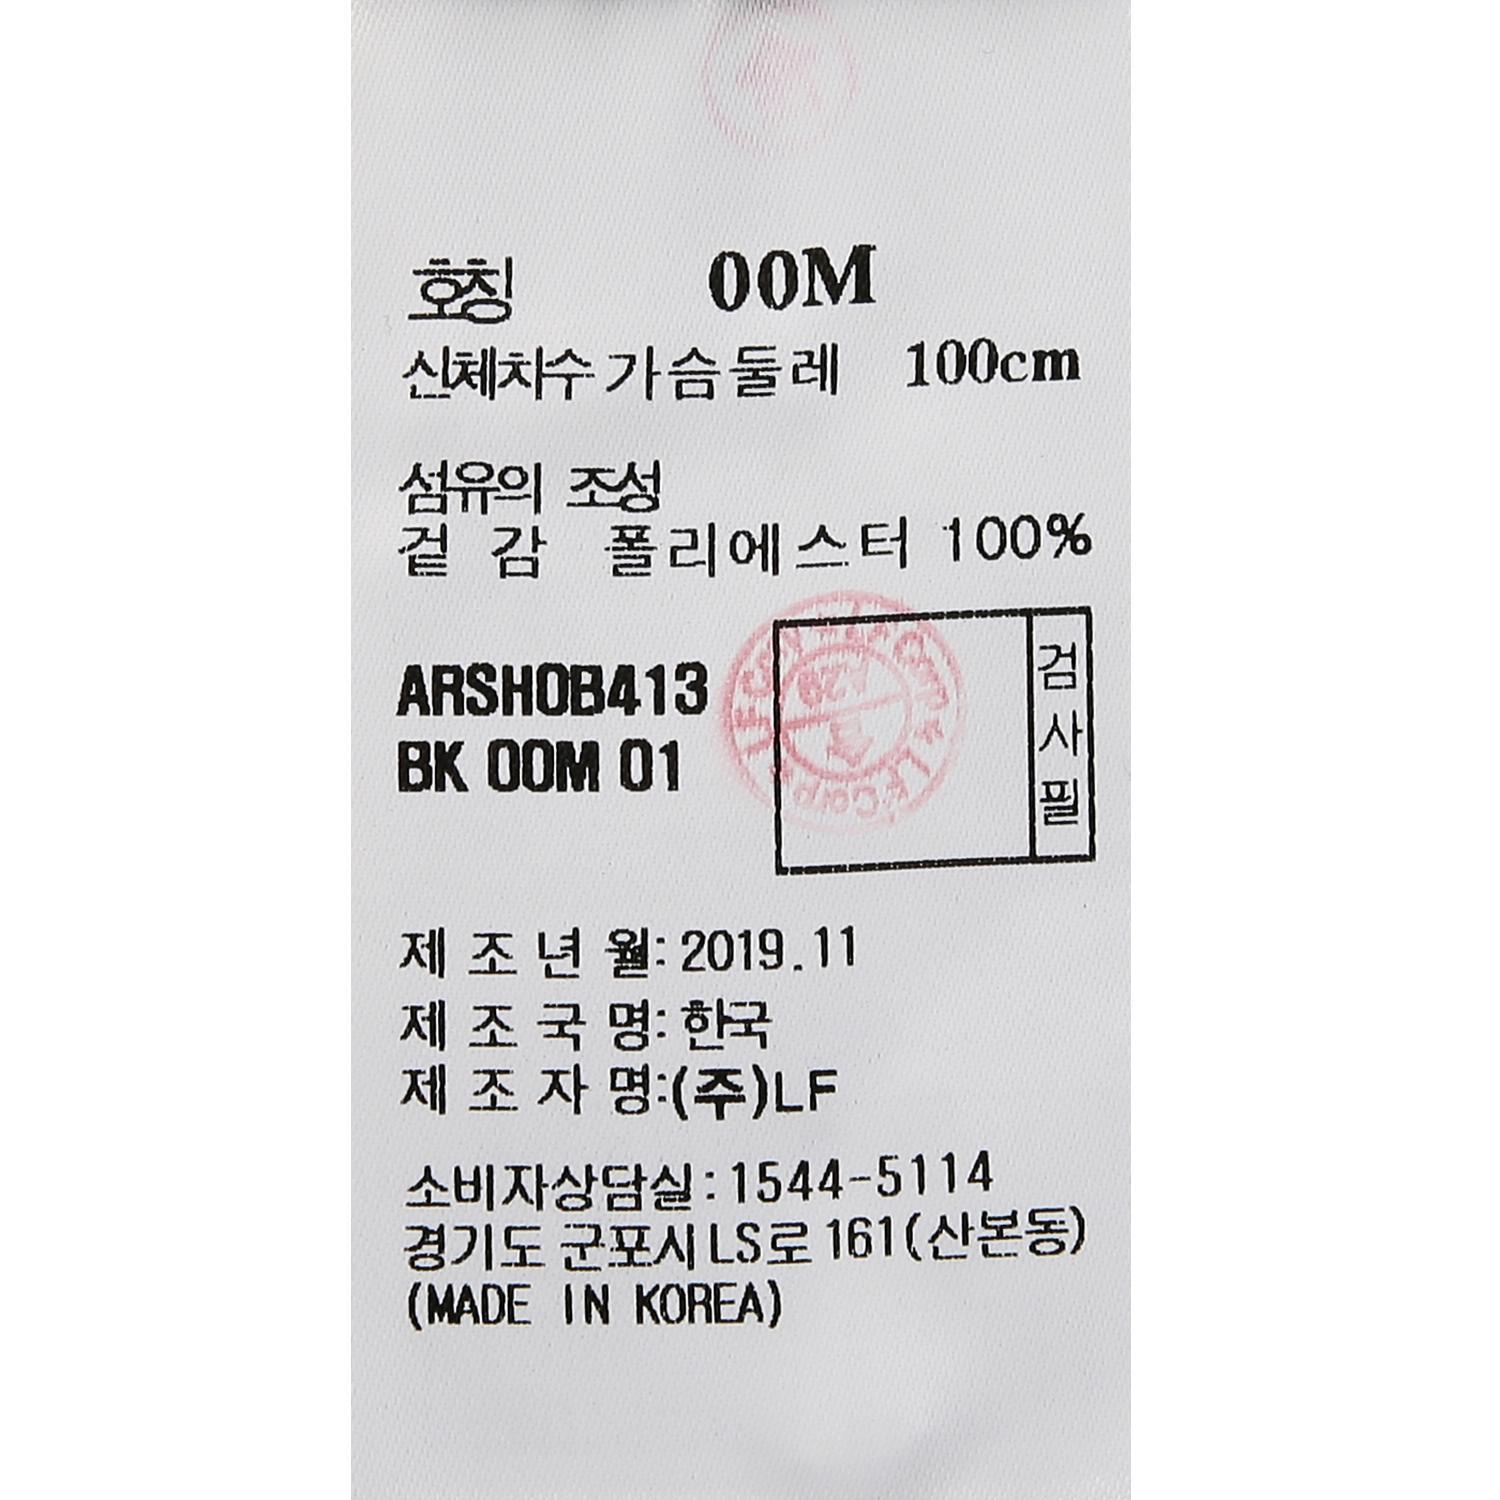 호칭 00M
신체치수 가슴둘레 100cm
섬유의 조성
겉 감 폴리에스터 100%
ARSH0B413
BK 00M 01
검사필
제 조 년 월: 2019.11
제 조 국 명: 한국
제 조 자 명:(주)LF
소비자상담실:1544-5114
경기도 군포시 LS로 161(산본동)
(MADE IN KOREA)